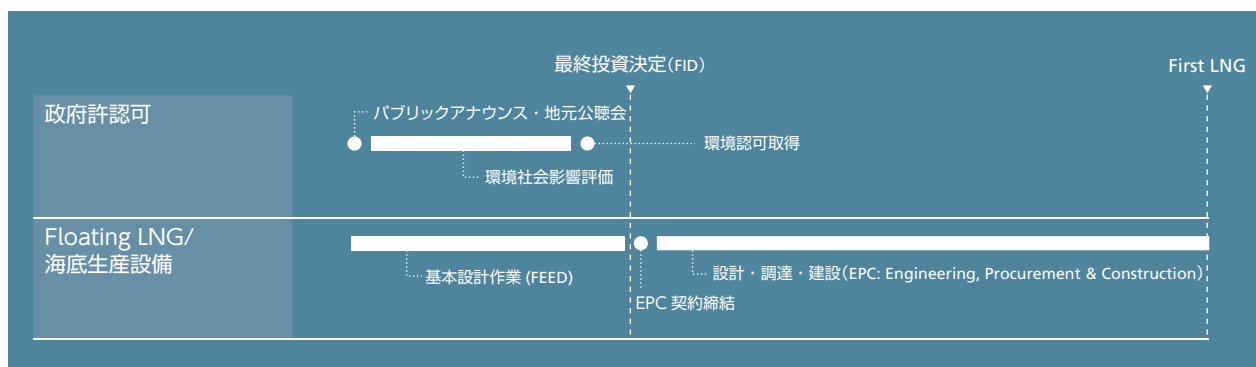 最終投資決定(FID)
First LNG
政府許認可
パブリックアナウンス・地元公聴会
環境認可取得
環境社会影響評価
Floating LNG/
海底生産設備
基本設計作業 (FEED)
設計・調達・建設(EPC: Engineering, Procurement & Construction)
EPC 契約締結